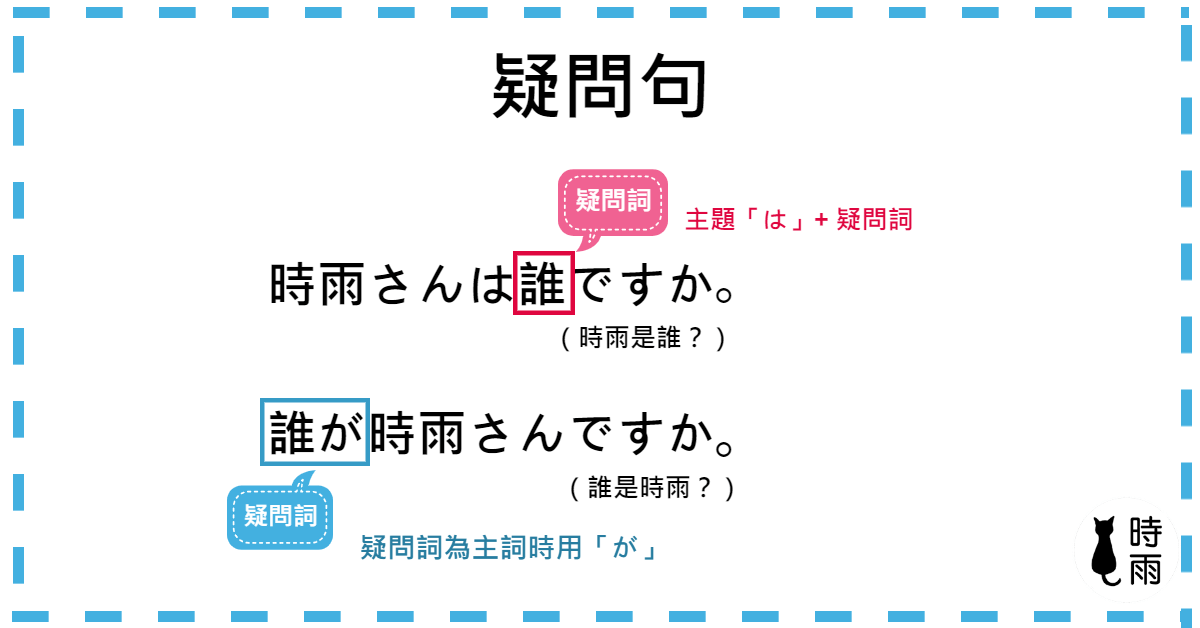 疑問句
疑問詞
主題「は」+ 疑問詞
時雨さんは誰ですか。
（時雨是誰？）
誰が時雨さんですか。
（誰是時雨？）
疑問詞
疑問詞為主詞時用「が」
時雨